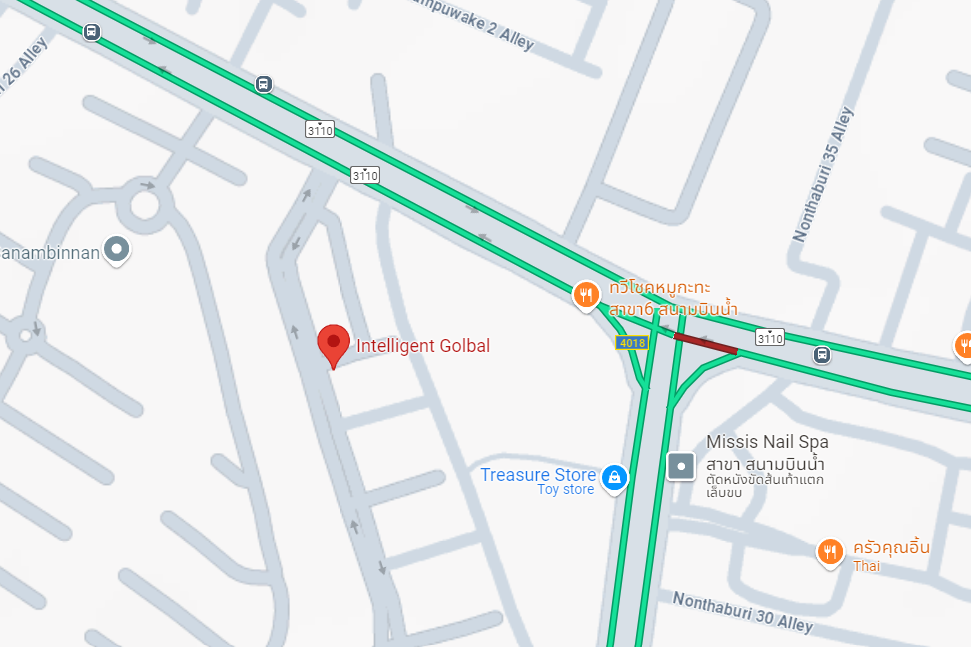 mpuwake 2 Alley
i 26 Alley
3110
3110
Nonthaburi 35 Alley
anambinnan
ทวีโชคหมูกะทะ
สาขา6 สนามบินน้ำ
4018
3110
Intelligent Golbal
Missis Nail Spa
สาขา สนามบินน้ำ
ตัดหนังขัดส้นเท้าแตก
เล็บขบ
Treasure Store
Toy store
ครัวคุณอิ้น
Thai
Nonthaburi 30 Alley